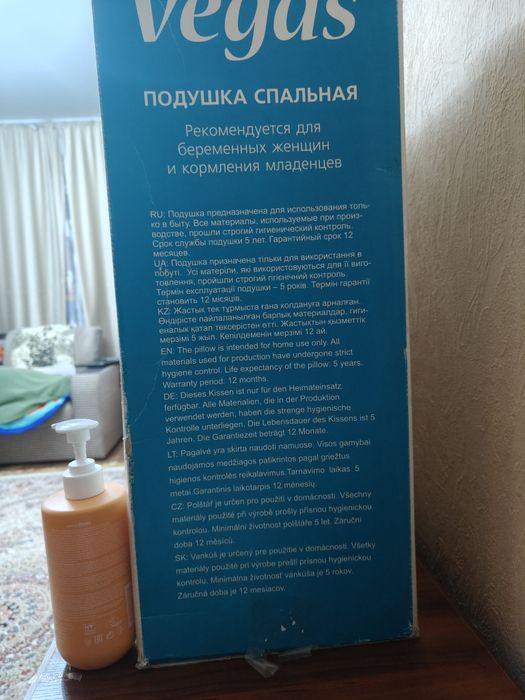 Vegas
ПОДУШКА СПАЛЬНАЯ
Рекомендуется для
беременных женщин
и кормления младенцев
RU: Подушка предназначена для использования толь-
ко в быту. Все материалы, используемые при произ-
водстве, прошли строгий гигиенический контроль.
Срок службы подушки 5 лет. Гарантийный срок 12
месяцев.
UA: Подушка призначена тільки для використання в
побуті. Усі матеріли, які використовуються для її виго-
товлення, пройшли строгий гігієнічний контроль.
Термін експлуатації подушки – 5 років. Термін гарантії
становить 12 місяців.
KZ: Жастық тек тұрмыста ғана қолдануға арналған.
Өндірісте пайдаланылған барлық материалдар, гиги-
еналық қатал тексерістен өтті. Жастықтың қызметтік
мерзімі 5 жыл. Кепілдеменің мерзімі 12 ай.
EN: The pillow is intended for home use only. All
materials used for production have undergone strict
hygiene control. Life expectancy of the pillow: 5 years.
Warranty period: 12 months.
DE: Dieses Kissen ist nur für den Heimateinsatz
ferfügbar. Alle Materialien, die in der Produktion
verwendet werden, haben die strenge hygienische
Kontrolle unterliegen. Die Lebensdauer des Kissens ist 5
Jahren. Die Garantiezeit beträgt 12 Monate.
LT: Pagalvė yra skirta naudoti namuose. Visos gamybai
naudojamos medžiagos patikrintos pagal griežtus
higienos kontrolės reikalavimus.Tarnavimo laikas 5
metai.Garantinis laikotarpis 12 mėnesių.
CZ: Polštář je určen pro použití v domácnosti. Všechny
materiály použité při výrobě prošly přísnou hygienickou
kontrolou. Minimální životnost polštáře 5 let. Záruční
doba 12 měsíců.
SK: Vankúš je určený pre použitie v domácnosti. Všetky
materiály použité pri výrobe prešli prísnou hygienickou
kontrolu. Minimálna životnosť vankúša je 5 rokov.
Záručná doba je 12 mesiacov.